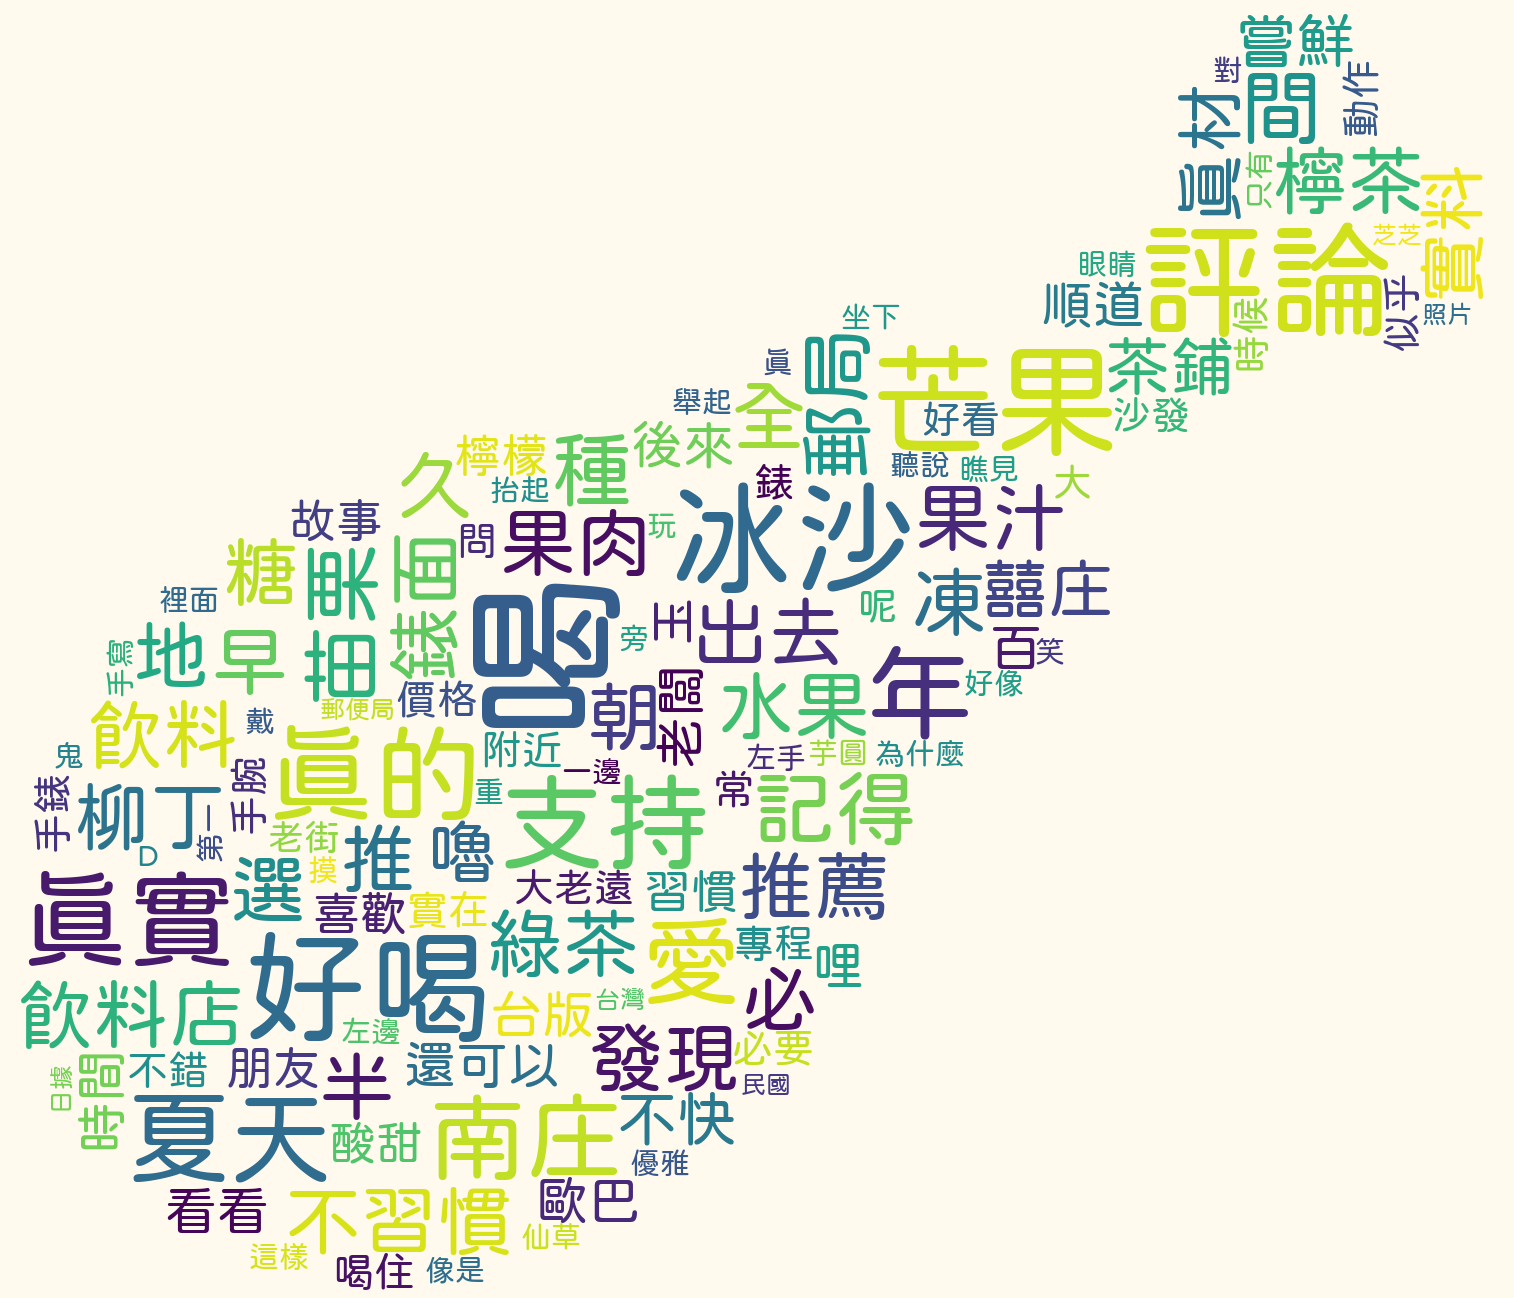 嘗鮮
對
間
動作
眞材
只有
檸茶
實料
評論
芝芝
眼睛
順道
時候
似乎
照片
坐下
茶鋪
眞
郵局
芒果
舉起
全
好看
沙發
後來
檸檬
種
聽說
瞧見
大
久
抬起
錶
冰沙
果汁
故事
問
果肉
玩
糖
果
錶面
喝
凍
囍庄
裡面
呢
玉
出去
百
笑
手寫
地
早
旁
年
好像
郵便局
價格
朝
老闆
水果
飲料
戴
眞的
附近
左手
芋圓
為什麼
鬼
手腕
一邊
重
支持
常
記得
手錶
柳丁
第一
老街
推
嚕
D
選
摸
大老遠
習慣
推薦
眞實
喜歡
實在
綠茶
愛
專程
哩
好喝
必
飲料店
台版
台灣
左邊
發現
必要
不錯
朋友
半
還可以
民國
日據
時間
夏天
酸甜
南庄
不快
優雅
看看
不習慣
歐巴
仙草
這樣
喝住
像是